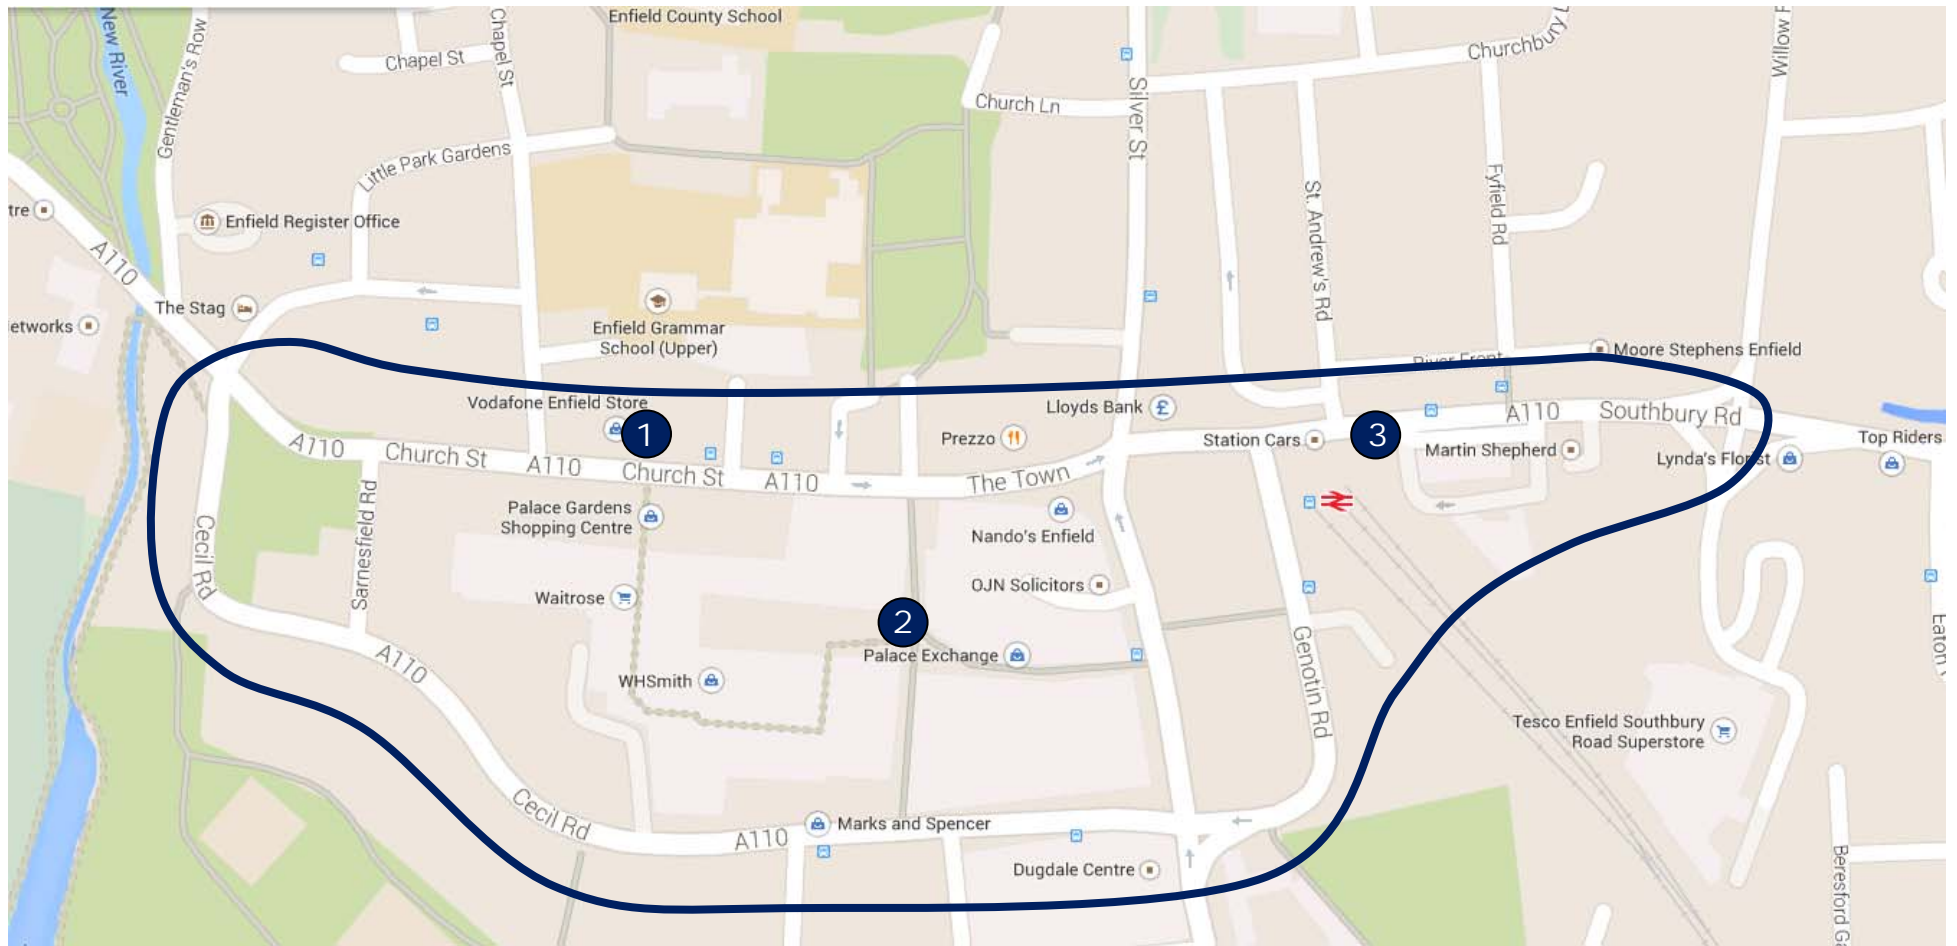 Enfield County School
New River
Gentleman's Row
Chapel St
Chapel St
Church Ln
Silver St
Churchbury
Willow
Little Park Gardens
St. Andrew's Rd
Fyfield Rd
tre
Enfield Register Office
A110
The Stag
etworks
Enfield Grammar
School (Upper)
River Front
Moore Stephens Enfield
Vodafone Enfield Store
1
Lloyds Bank
£
Prezzo
Station Cars
3
A110
Southbury Rd
Martin Shepherd
Lynda's Florist
Top Riders
A110
Church St
A110
Church St
A110
The Town
Palace Gardens
Shopping Centre
Nando's Enfield
Cecil Rd
Sarnesfield Rd
OJN Solicitors
Waitrose
2
Palace Exchange
Genotin Rd
Eaton
A110
WHSmith
Tesco Enfield Southbury
Road Superstore
Cecil Rd
A110
Marks and Spencer
Dugdale Centre
Beresford